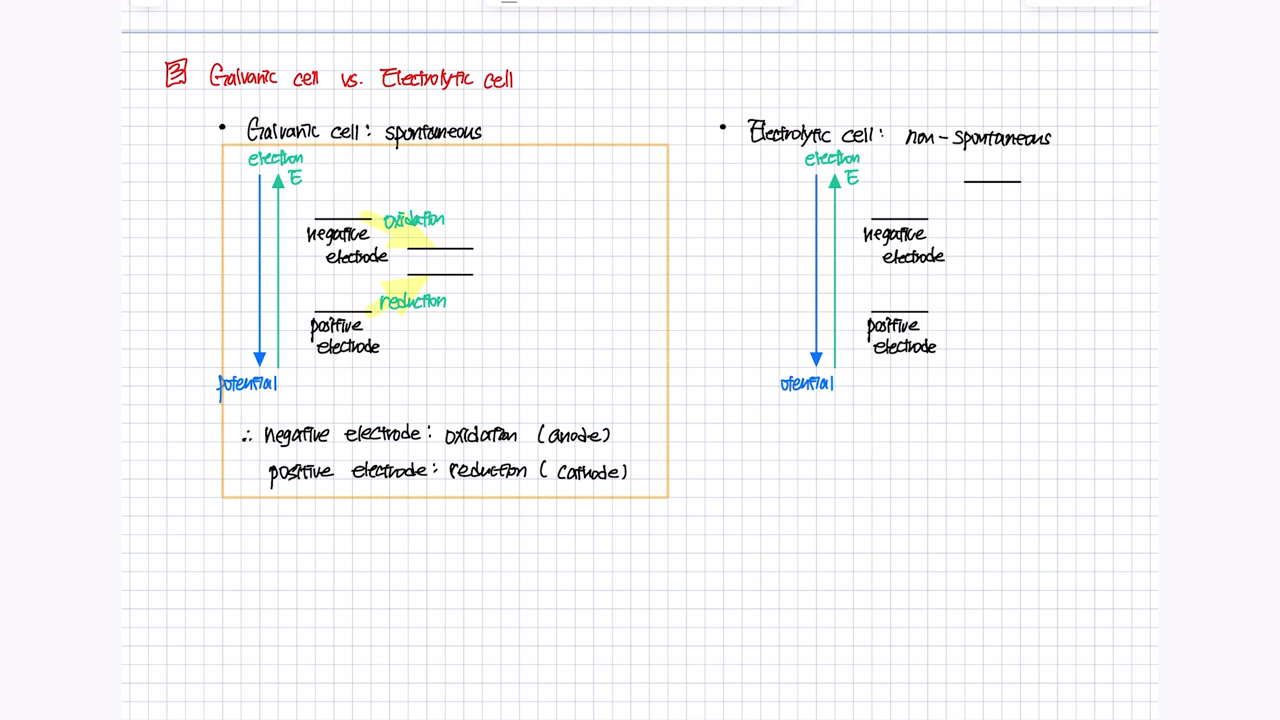 3 Galvanic cell vs. Electrolytic cell
• Galvanic cell: spontaneous
electron
E
oxidation
negative
electrode
reduction
positive
electrode
potential
∴ negative electrode: oxidation (anode)
positive electrode: reduction (cathode)
• Electrolytic cell: non-spontaneous
electron
E
negative
electrode
positive
electrode
otential